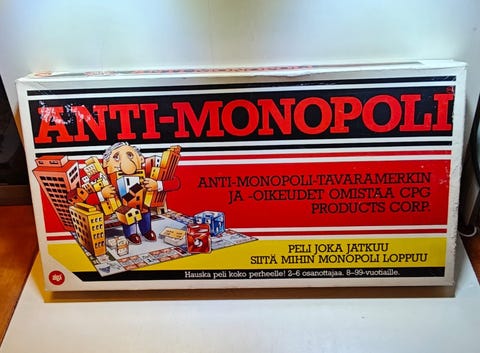 ANTI-MONOPOLI
ANTI-MONOPOLI-TAVARAMERKIN
JA -OIKEUDET OMISTAA CPG
PRODUCTS CORP.
PELI JOKA JATKUU
SIITÄ MIHIN MONOPOLI LOPPUU
Hauska peli koko perheelle! 2–6 osanottajaa. 8–99-vuotiaille.